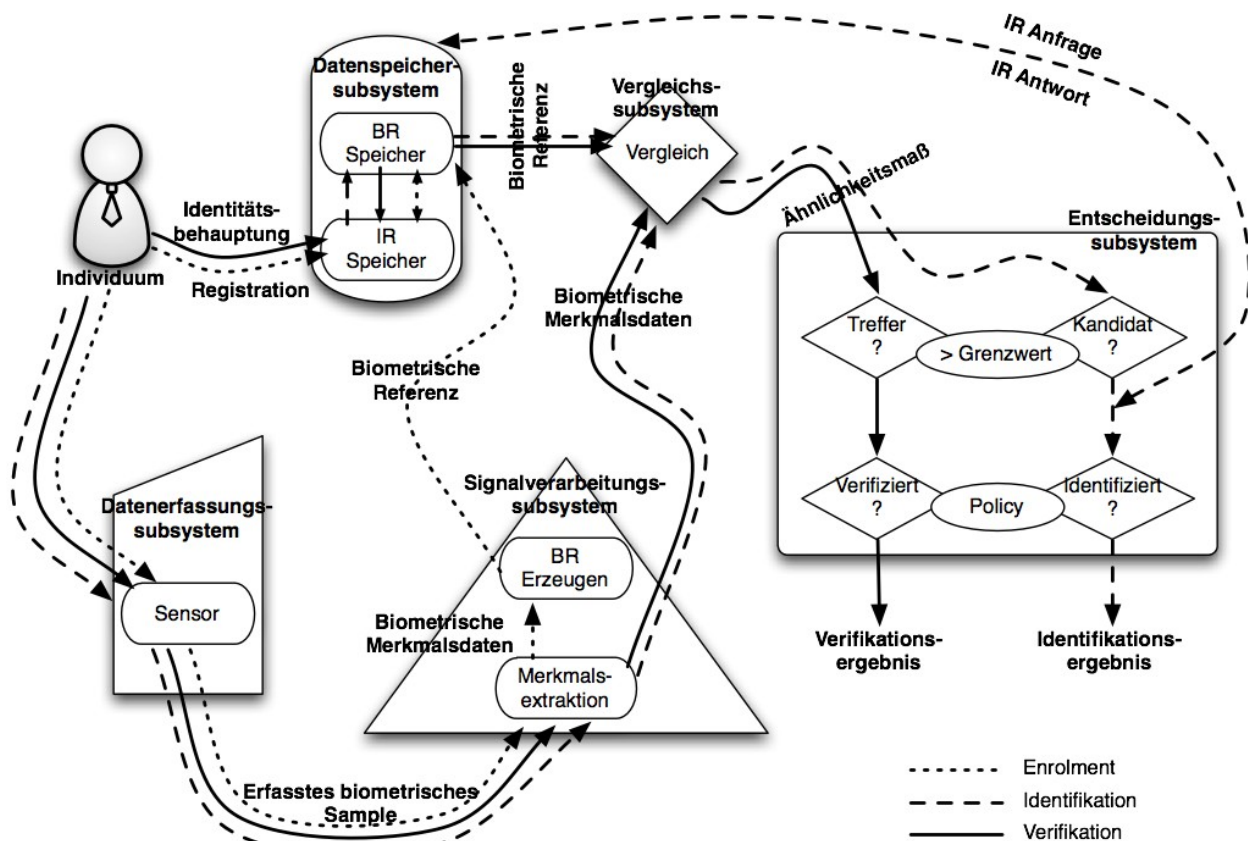 IR Anfrage
IR Antwort
Datenspeicher-
subsystem
BR
Speicher
IR
Speicher
Biometrische
Referenz
Vergleichs-
subsystem
Vergleich
Ähnlichkeitsmaß
Identitäts-
behauptung
Registration
Individuum
Entscheidungs-
subsystem
Treffer
?
> Grenzwert
Kandidat
?
Verifiziert
?
Policy
Identifiziert
?
Verifikations-
ergebnis
Identifikations-
ergebnis
Biometrische
Merkmalsdaten
Biometrische
Referenz
Datenerfassungs-
subsystem
Sensor
Signalverarbeitungs-
subsystem
BR
Erzeugen
Biometrische
Merkmalsdaten
Merkmals-
extraktion
Erfasstes biometrisches
Sample
Enrolment
Identifikation
Verifikation